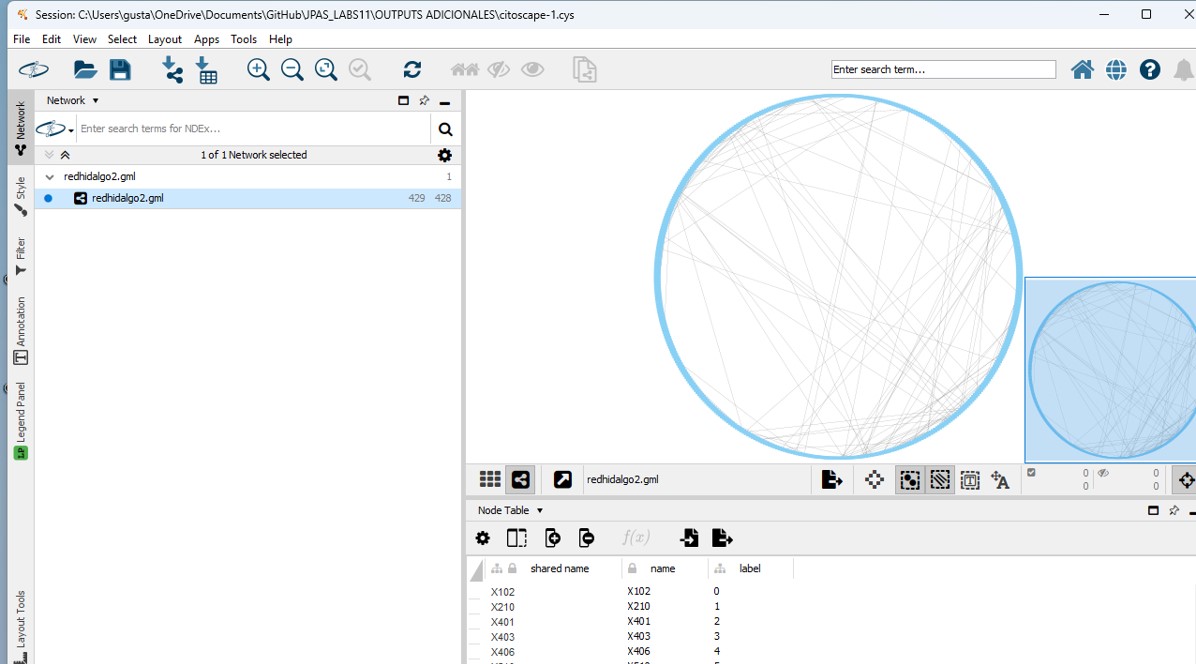 Session: C:\Users\gusta\OneDrive\Documents\GitHub\JPAS_LABS11\OUTPUTS ADICIONALES\citoscape-1.cys
File Edit View Select Layout Apps Tools Help
Enter search term...
Network
Style
Filter
Annotation
Legend Panel
Layout Tools
Network
Enter search terms for NDEx...
1 of 1 Network selected
redhidalgo2.gml 1
redhidalgo2.gml 429 428
redhidalgo2.gml
0 0
0 0
Node Table
f(x)
shared name name label
X102 X102 0
X210 X210 1
X401 X401 2
X403 X403 3
X406 X406 4